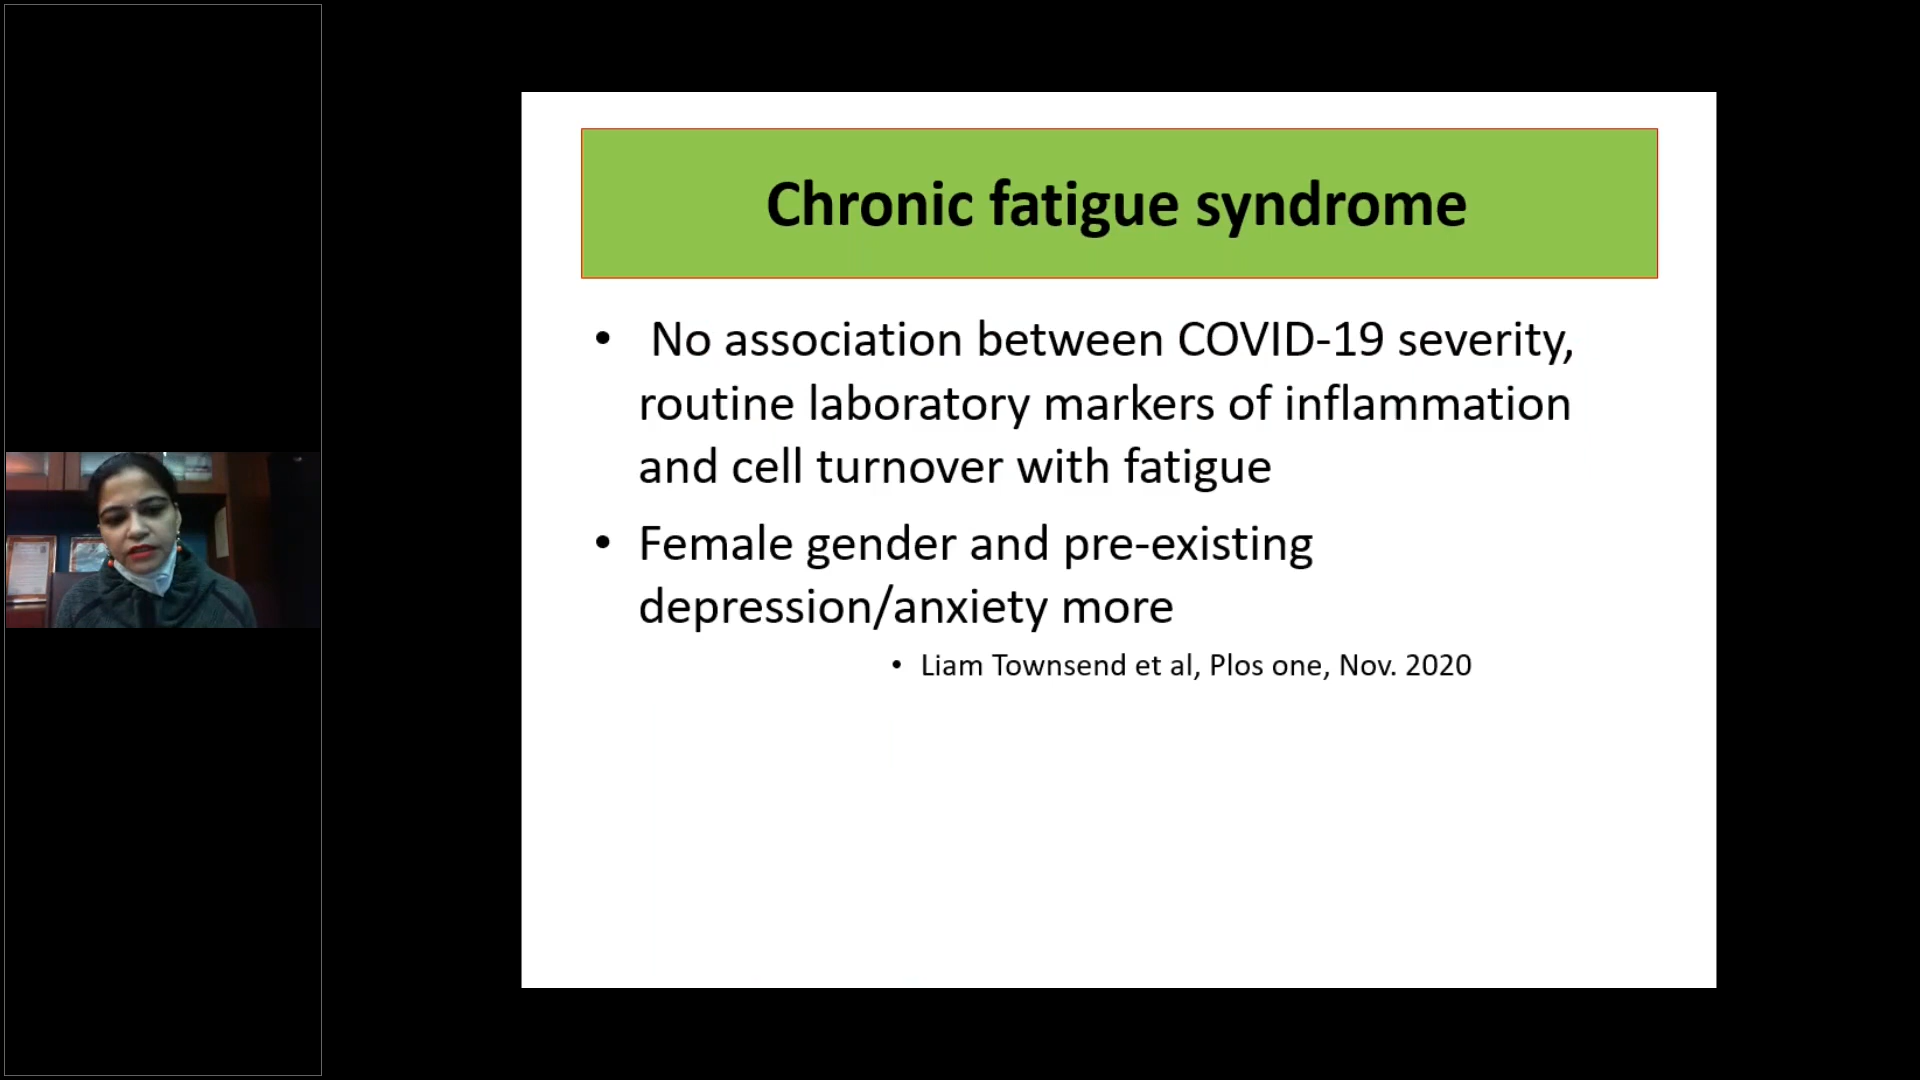 Chronic fatigue syndrome
• No association between COVID-19 severity,
routine laboratory markers of inflammation
and cell turnover with fatigue
• Female gender and pre-existing
depression/anxiety more
• Liam Townsend et al, Plos one, Nov. 2020